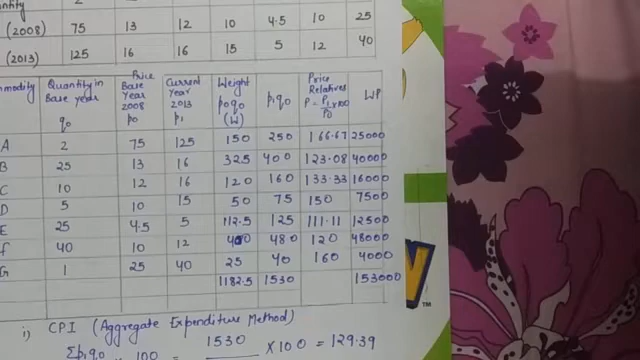 (2008) 75 13 12 10 4.5 10 25
(2013) 125 16 16 15 5 12 40
Quantity in Base year q₀ Price Base Year 2008 p₀ Current Year 2013 p₁ Weight p₀q₀ (W) p₁q₀ Price Relatives P = P₁/P₀ × 100 WP
A 2 75 125 150 250 166.67 25000
B 25 13 16 325 400 123.08 40000
C 10 12 16 120 160 133.33 16000
D 5 10 15 50 75 150 7500
E 25 4.5 5 112.5 125 111.11 12500
f 40 10 12 400 480 120 48000
G 1 25 40 25 40 160 4000
1182.5 1530 153000
i) CPI (Aggregate Expenditure Method)
Σp₁q₀ × 100 = 1530 × 100 = 129.39
TM